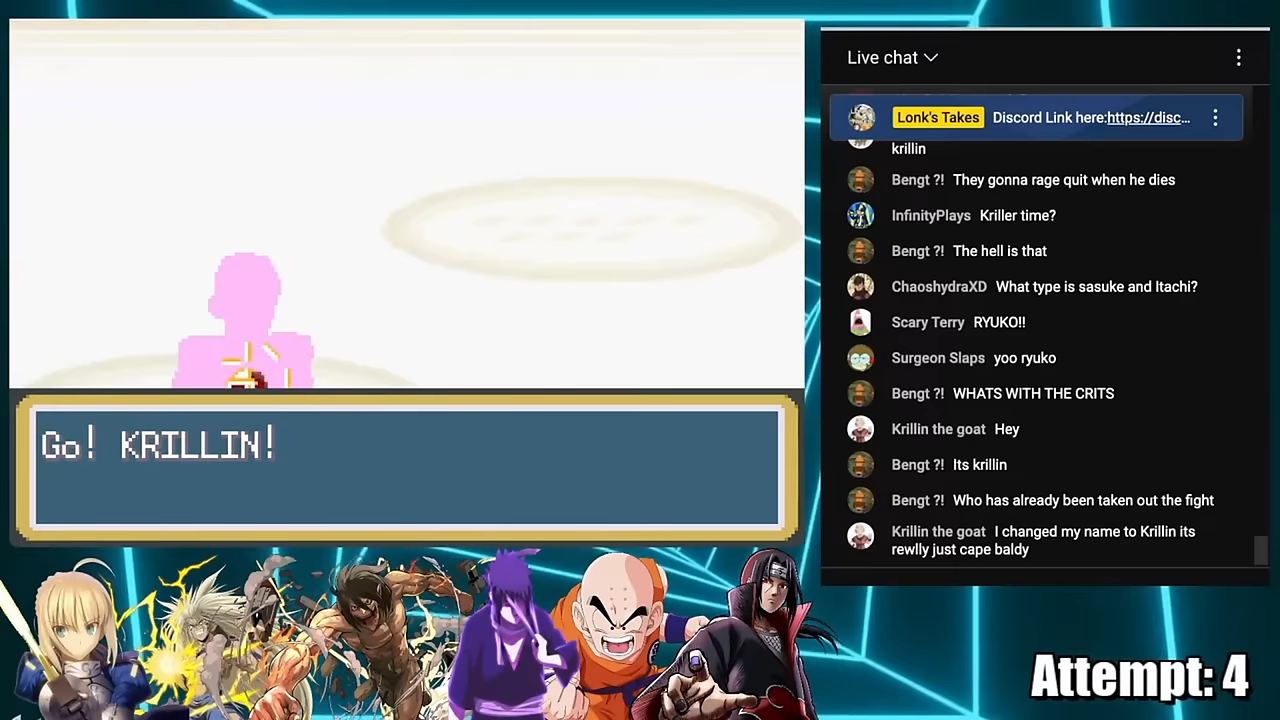 Go! KRILLIN!
Live chat
Lonk's Takes Discord Link here:https://disc...
krillin
Bengt ?! They gonna rage quit when he dies
InfinityPlays Kriller time?
Bengt ?! The hell is that
ChaoshydraXD What type is sasuke and Itachi?
Scary Terry RYUKO!!
Surgeon Slaps yoo ryuko
Bengt ?! WHATS WITH THE CRITS
Krillin the goat Hey
Bengt ?! Its krillin
Bengt ?! Who has already been taken out the fight
Krillin the goat I changed my name to Krillin its
rewlly just cape baldy
Attempt: 4